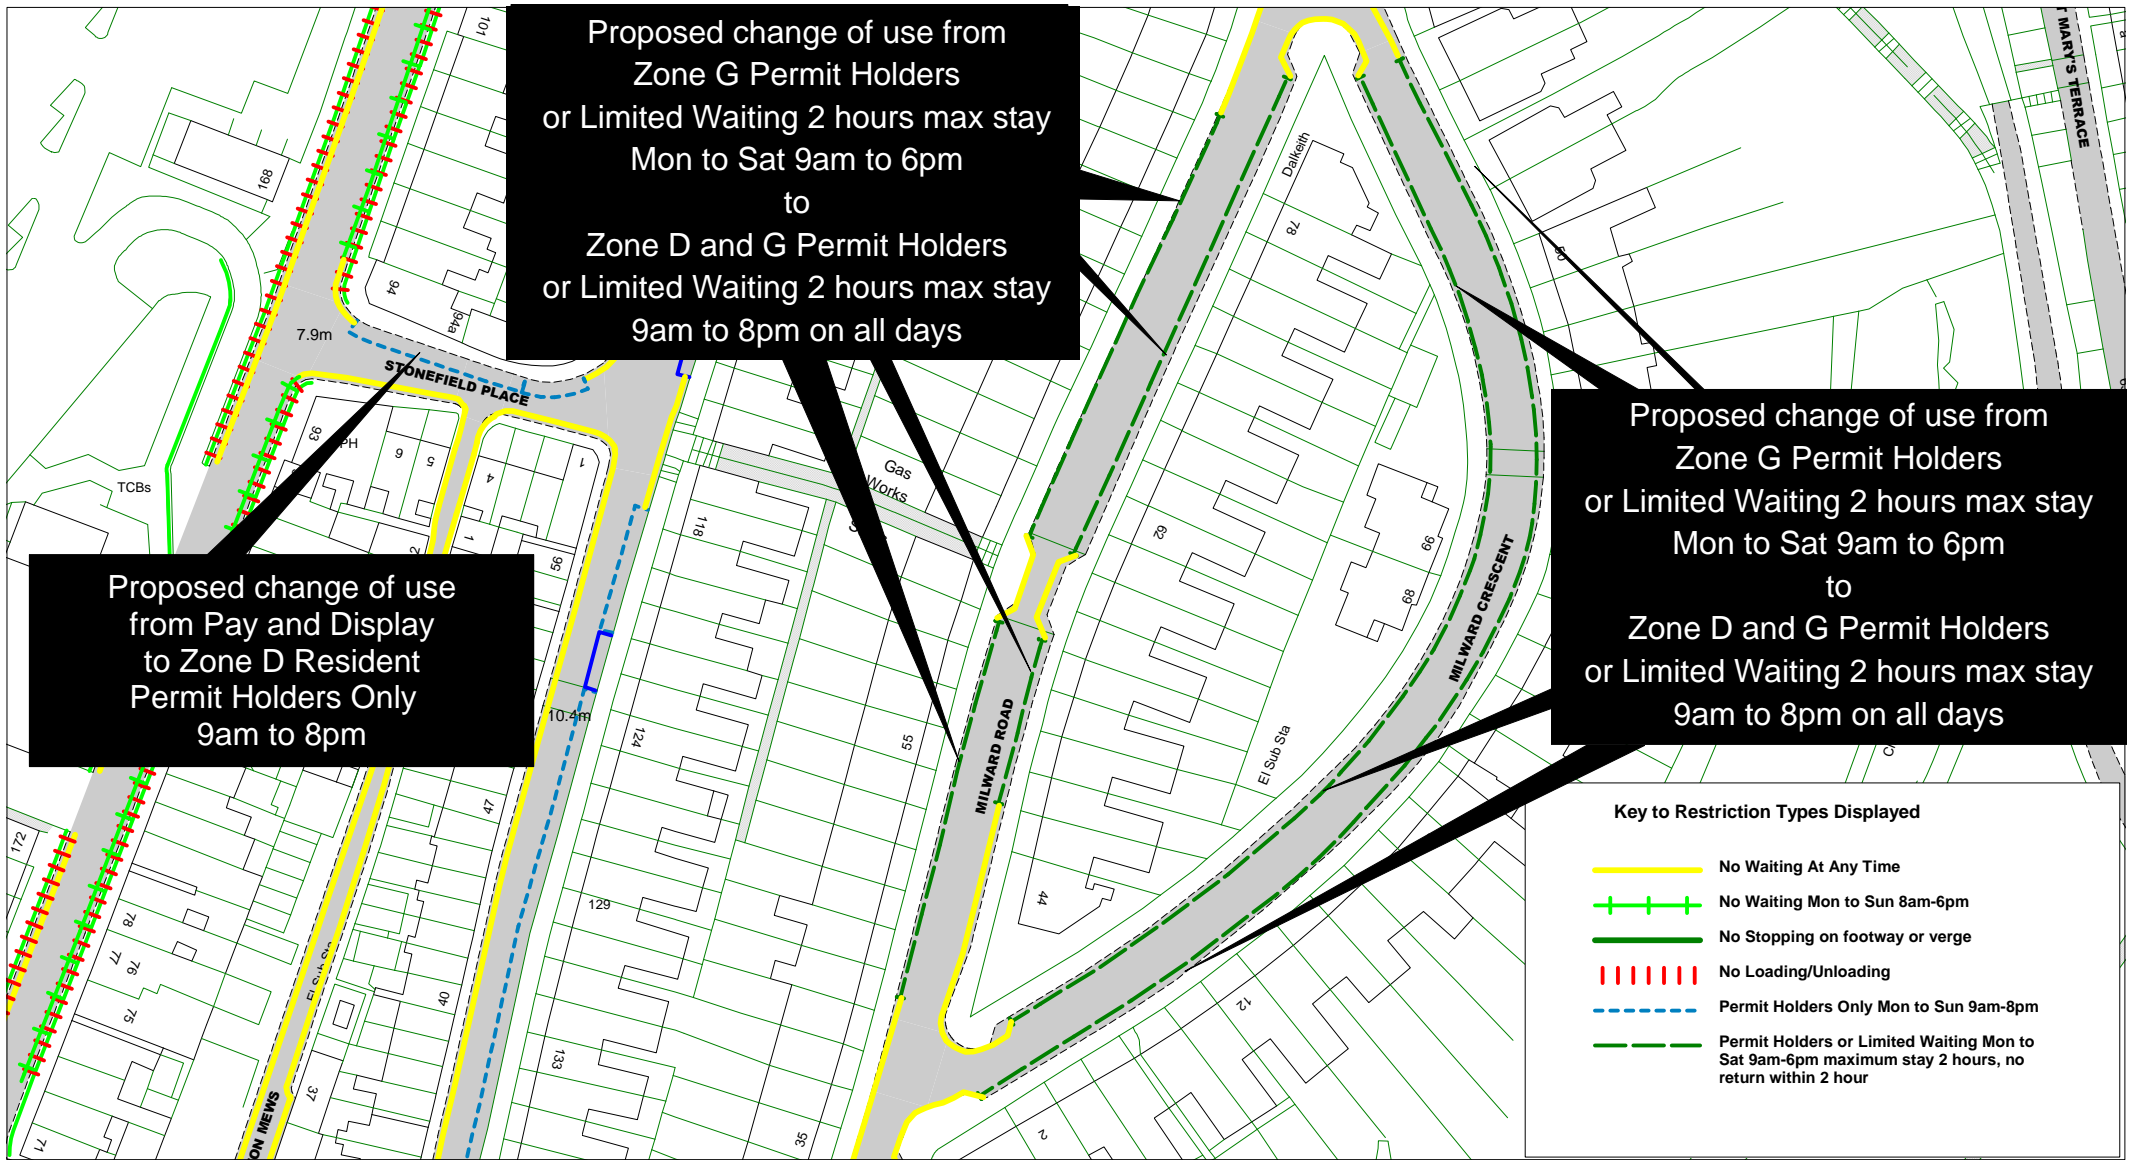 Proposed change of use from
Zone G Permit Holders
or Limited Waiting 2 hours max stay
Mon to Sat 9am to 6pm
to
Zone D and G Permit Holders
or Limited Waiting 2 hours max stay
9am to 8pm on all days
Proposed change of use
from Pay and Display
to Zone D Resident
Permit Holders Only
9am to 8pm
Proposed change of use from
Zone G Permit Holders
or Limited Waiting 2 hours max stay
Mon to Sat 9am to 6pm
to
Zone D and G Permit Holders
or Limited Waiting 2 hours max stay
9am to 8pm on all days
Key to Restriction Types Displayed
No Waiting At Any Time
No Waiting Mon to Sun 8am-6pm
No Stopping on footway or verge
No Loading/Unloading
Permit Holders Only Mon to Sun 9am-8pm
Permit Holders or Limited Waiting Mon to
Sat 9am-6pm maximum stay 2 hours, no
return within 2 hour
101
168
94
94a
7.9m
STONEFIELD PLACE
93
PH
6
5
4
1
TCBs
2
1
56
118
Gas
Works
10.4m
124
47
129
55
MILWARD ROAD
Dalkeith
78
62
66
68
MILWARD CRESCENT
El Sub Sta
44
50
MARY'S TERRACE
172
78
77
76
75
71
El Sub Sta
40
37
ON MEWS
133
35
12
2